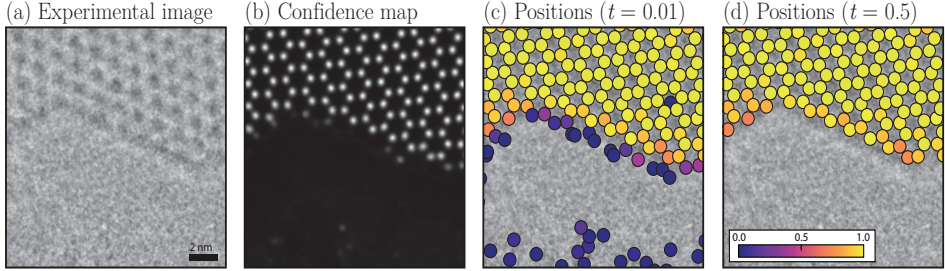 (a) Experimental image
(b) Confidence map
(c) Positions (t = 0.01)
(d) Positions (t = 0.5)
2 nm
0.0 0.5 1.0